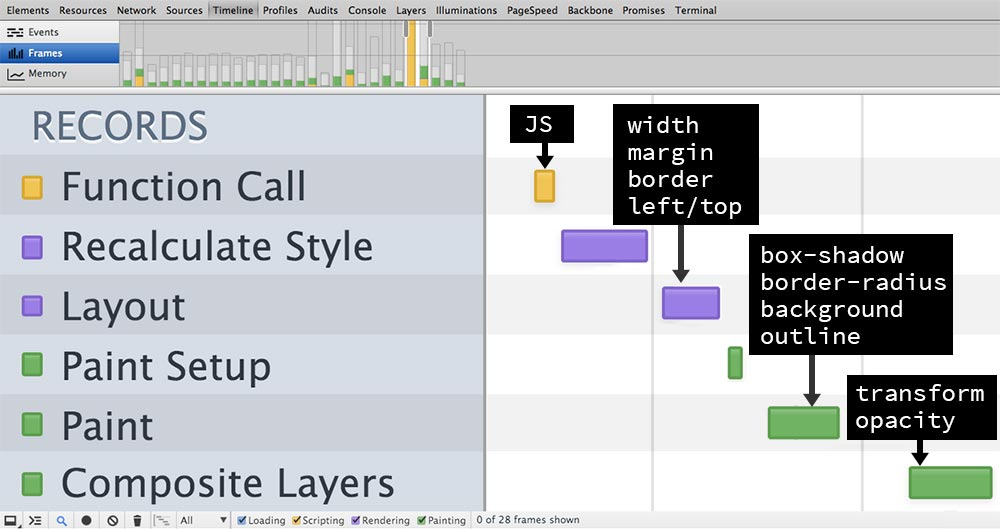 Elements Resources Network Sources Timeline Profiles Audits Console Layers Illuminations PageSpeed Backbone Promises Terminal
Events
Frames
Memory
RECORDS
Function Call
Recalculate Style
Layout
Paint Setup
Paint
Composite Layers
JS
width
margin
border
left/top
box-shadow
border-radius
background
outline
transform
opacity
All Loading Scripting Rendering Painting 0 of 28 frames shown